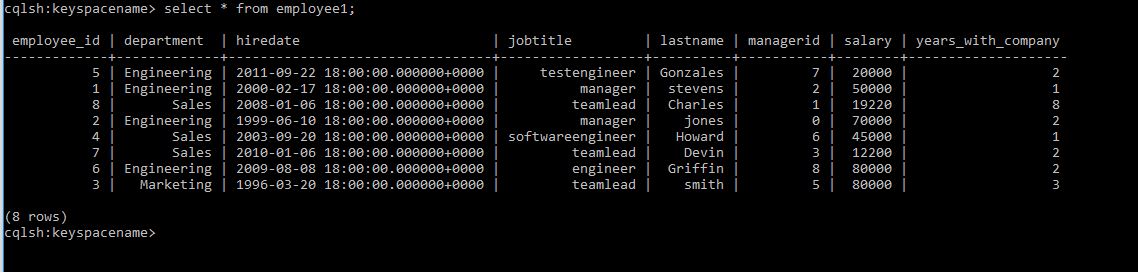 cqlsh:keyspacename> select * from employee1;
employee_id | department | hiredate | jobtitle | lastname | managerid | salary | years_with_company
-------------+-------------+---------------------------------+------------------+-----------+-----------+--------+--------------------
5 | Engineering | 2011-09-22 18:00:00.000000+0000 | testengineer | Gonzales | 7 | 20000 | 2
1 | Engineering | 2000-02-17 18:00:00.000000+0000 | manager | stevens | 2 | 50000 | 1
8 | Sales | 2008-01-06 18:00:00.000000+0000 | teamlead | Charles | 1 | 19220 | 8
2 | Engineering | 1999-06-10 18:00:00.000000+0000 | manager | jones | 0 | 70000 | 2
4 | Sales | 2003-09-20 18:00:00.000000+0000 | softwareengineer | Howard | 6 | 45000 | 1
7 | Sales | 2010-01-06 18:00:00.000000+0000 | teamlead | Devin | 3 | 12200 | 2
6 | Engineering | 2009-08-08 18:00:00.000000+0000 | engineer | Griffin | 8 | 80000 | 2
3 | Marketing | 1996-03-20 18:00:00.000000+0000 | teamlead | smith | 5 | 80000 | 3
(8 rows)
cqlsh:keyspacename>